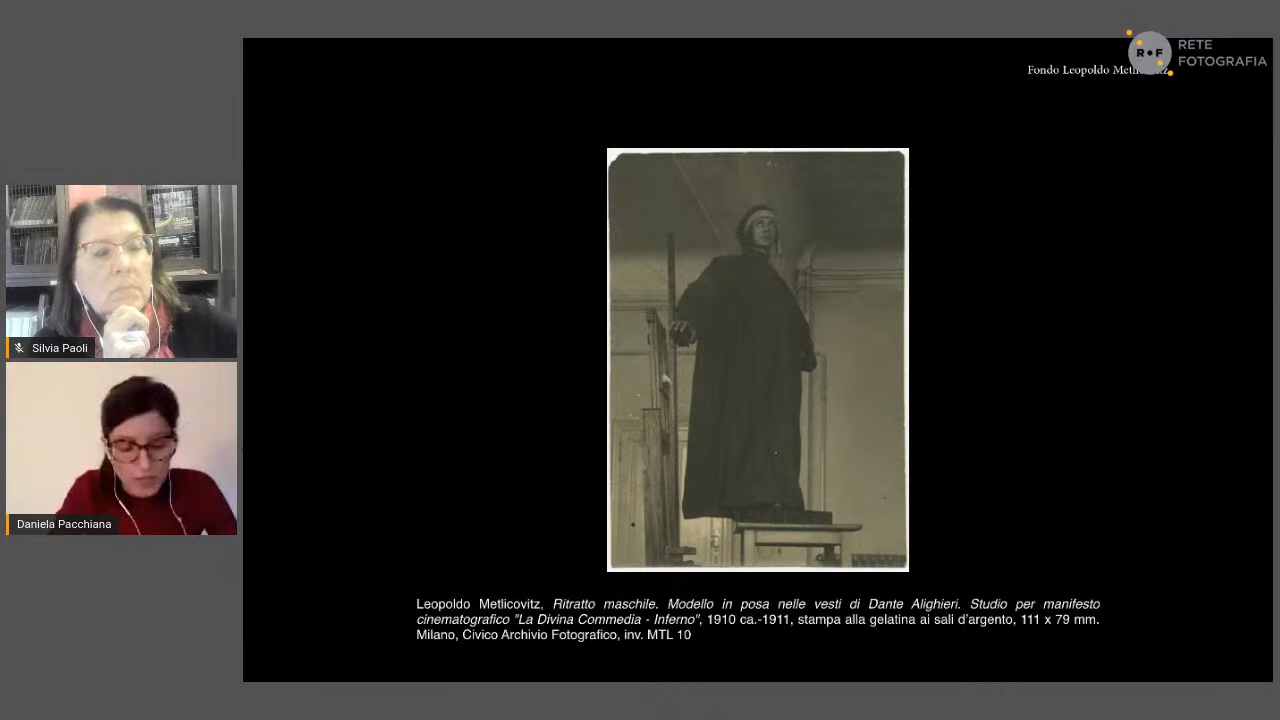 RETE
FOTOGRAFIA
R F
Fondo Leopoldo
Silvia Paoli
Daniela Pacchiana
Leopoldo Metlicovitz, Ritratto maschile. Modello in posa nelle vesti di Dante Alighieri. Studio per manifesto
cinematografico "La Divina Commedia - Inferno", 1910 ca.-1911, stampa alla gelatina ai sali d'argento, 111 x 79 mm.
Milano, Civico Archivio Fotografico, inv. MTL 10